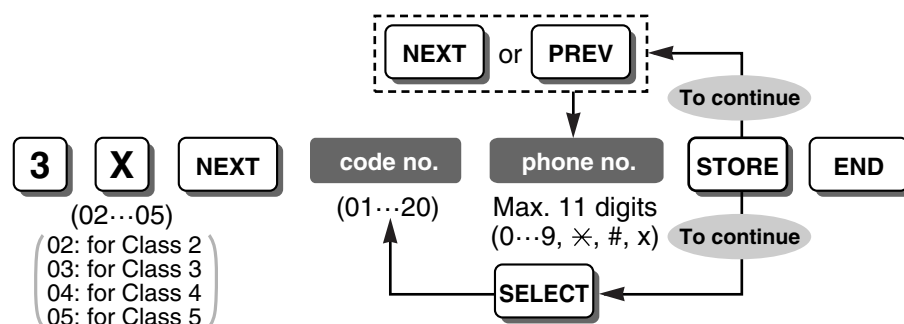 NEXT or PREV
To continue
3 X NEXT code no. phone no. STORE END
(02···05) (01···20) Max. 11 digits
(0···9, ✳, #, x) To continue
02: for Class 2
03: for Class 3
04: for Class 4
05: for Class 5
SELECT